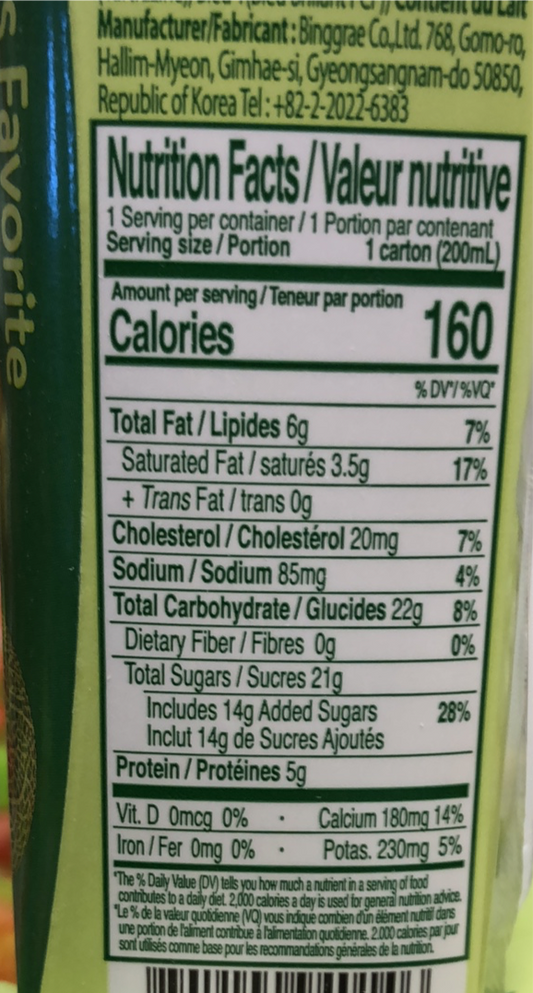 Contient du Lait
Manufacturer/Fabricant : Binggrae Co.,Ltd. 768, Gomo-ro,
Hallim-Myeon, Gimhae-si, Gyeongsangnam-do 50850,
Republic of Korea Tel : +82-2-2022-6383
s Favorite
Nutrition Facts / Valeur nutritive
1 Serving per container / 1 Portion par contenant
Serving size / Portion 1 carton (200mL)
Amount per serving / Teneur par portion
Calories 160
% DV*/ %VQ*
Total Fat / Lipides 6g 7%
Saturated Fat / saturés 3.5g 17%
+ Trans Fat / trans 0g
Cholesterol / Cholestérol 20mg 7%
Sodium / Sodium 85mg 4%
Total Carbohydrate / Glucides 22g 8%
Dietary Fiber / Fibres 0g 0%
Total Sugars / Sucres 21g
Includes 14g Added Sugars 28%
Inclut 14g de Sucres Ajoutés
Protein / Protéines 5g
Vit. D 0mcg 0% · Calcium 180mg 14%
Iron / Fer 0mg 0% · Potas. 230mg 5%
*The % Daily Value (DV) tells you how much a nutrient in a serving of food
contributes to a daily diet. 2,000 calories a day is used for general nutrition advice.
*Le % de la valeur quotidienne (VQ) vous indique combien d'un élément nutritif dans
une portion de l'aliment contribue à l'alimentation quotidienne. 2.000 calories par jour
sont utilisés comme base pour les recommandations générales de la nutrition.